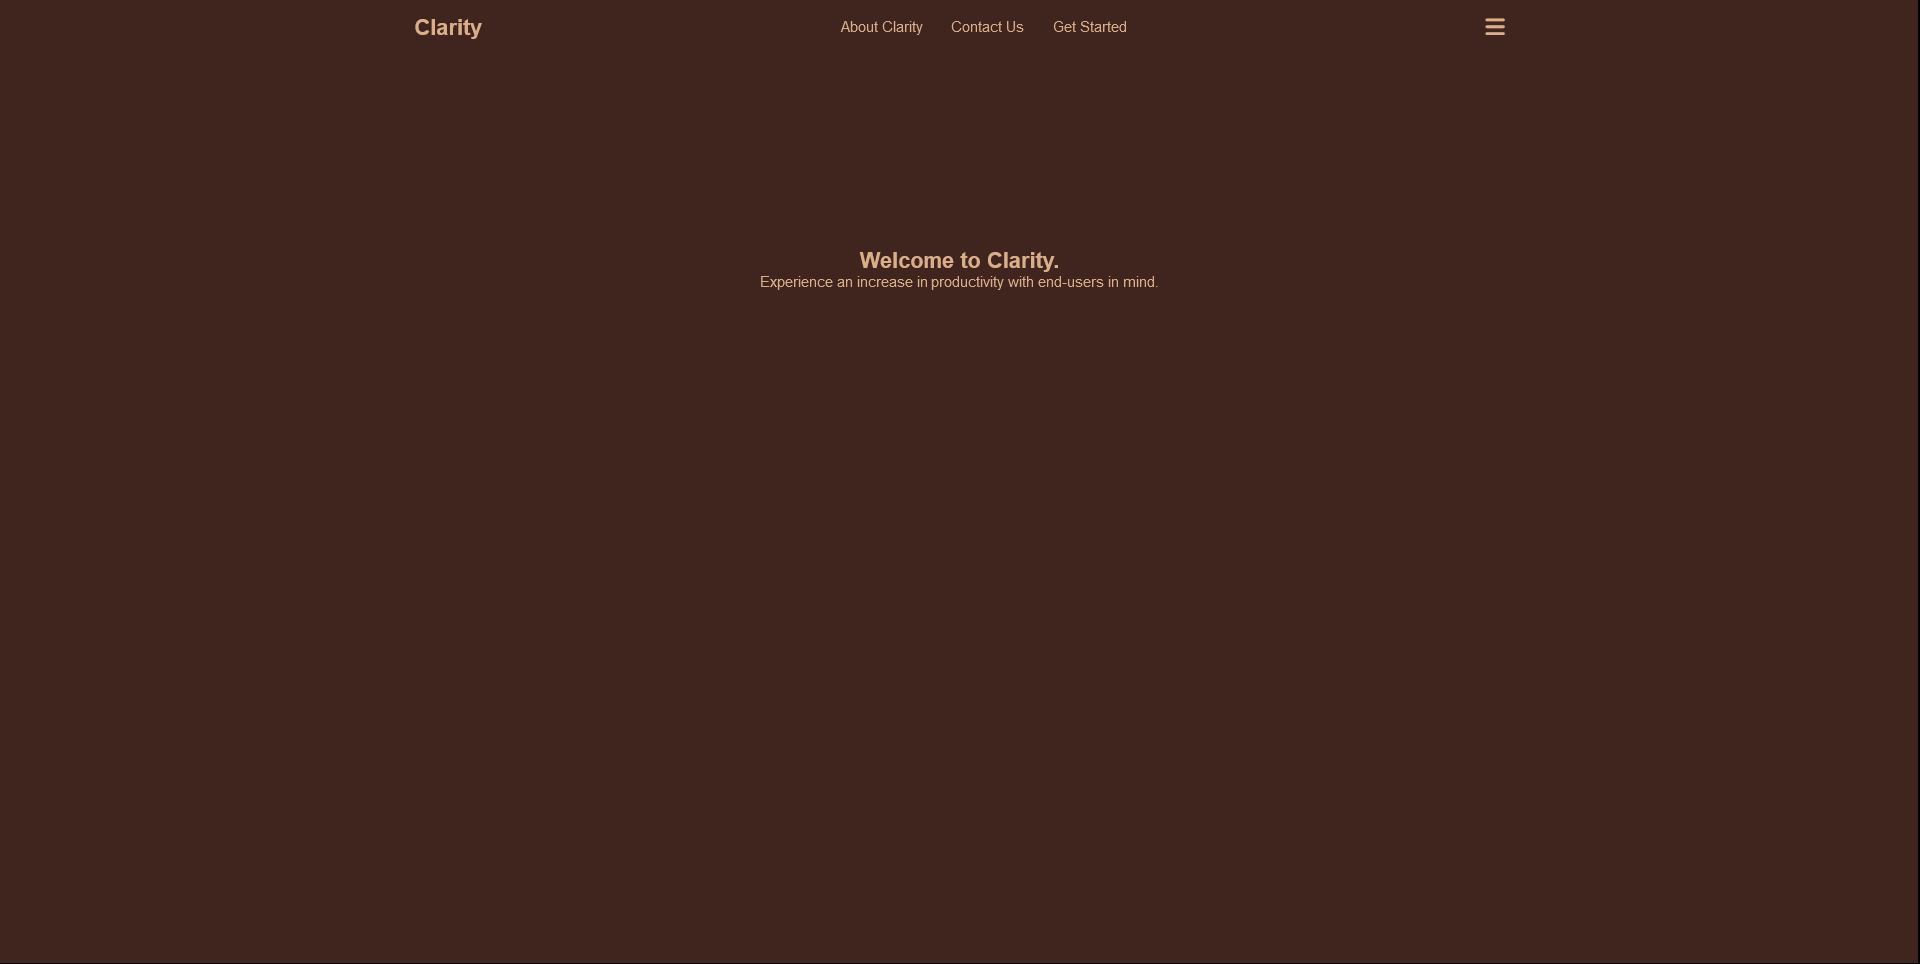 Clarity
About Clarity Contact Us Get Started
Welcome to Clarity.
Experience an increase in productivity with end-users in mind.